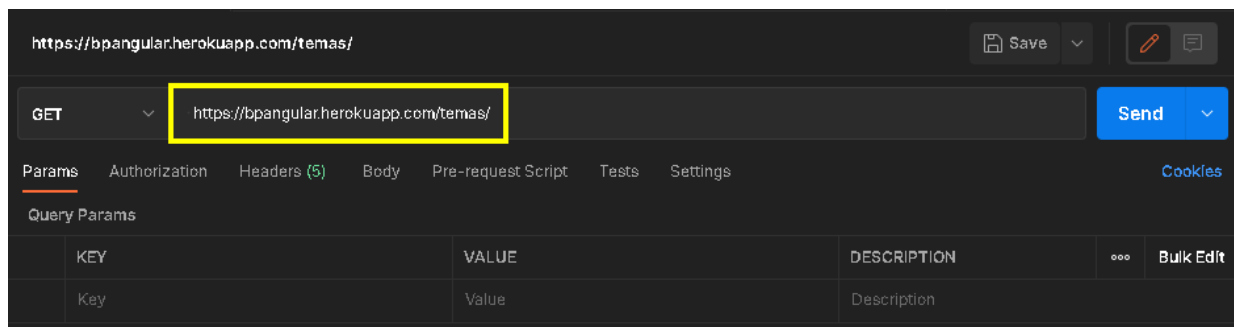 https://bpangular.herokuapp.com/temas/ Save
GET https://bpangular.herokuapp.com/temas/ Send
Params Authorization Headers (5) Body Pre-request Script Tests Settings Cookies
Query Params
KEY VALUE DESCRIPTION ooo Bulk Edit
Key Value Description